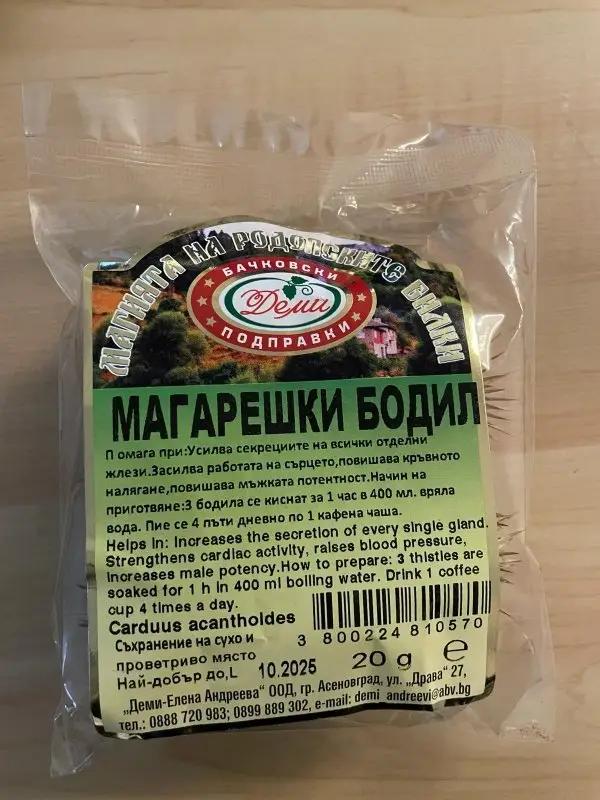 МАГИЯТА НА РОДОПСКИТЕ БИЛКИ
БАЧКОВСКИ
Деми
ПОДПРАВКИ
МАГАРЕШКИ БОДИЛ
П омага при:Усилва секрециите на всички отделни
жлези.Засилва работата на сърцето,повишава кръвното
налягане,повишава мъжката потентност.Начин на
приготвяне:3 бодила се киснат за 1 час в 400 мл. вряла
вода. Пие се 4 пъти дневно по 1 кафена чаша.
Helps in: Increases the secretion of every single gland.
Strengthens cardiac activity, raises blood pressure,
increases male potency.How to prepare: 3 thistles are
soaked for 1 h in 400 ml boiling water. Drink 1 coffee
cup 4 times a day.
Carduus acanthoides
Съхранение на сухо и
проветриво място
3 800224 810570
Най-добър до,L 10.2025 20 g e
„Деми-Елена Андреева“ ООД, гр. Асеновград, ул. „Драва“ 27,
тел.: 0888 720 983; 0899 889 302, e-mail: demi_andreevi@abv.bg